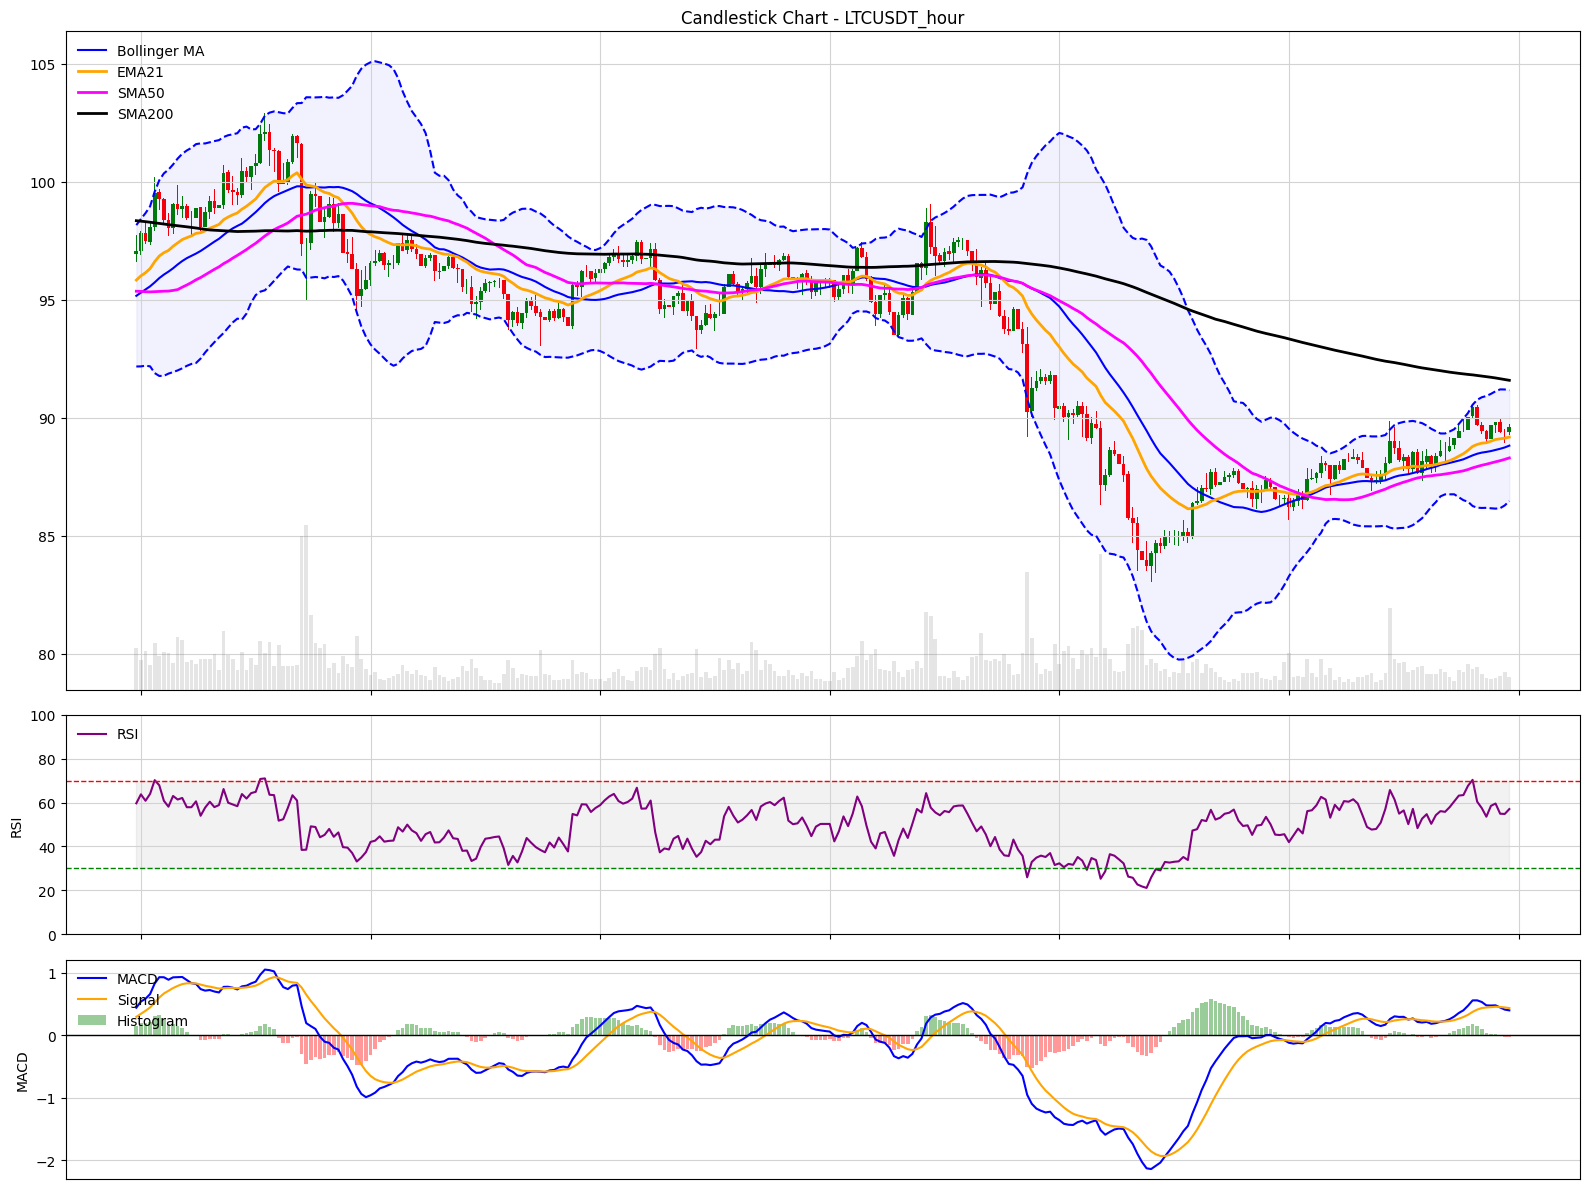 Candlestick Chart - LTCUSDT_hour
Bollinger MA
EMA21
SMA50
SMA200
105
100
95
90
85
80
RSI
RSI
100
80
60
40
20
0
MACD
Signal
Histogram
MACD
1
0
−1
−2